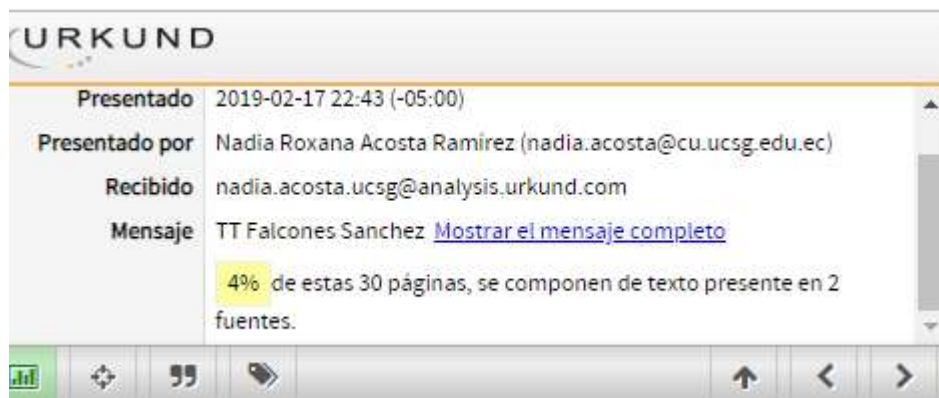 URKUND
Presentado 2019-02-17 22:43 (-05:00)
Presentado por Nadia Roxana Acosta Ramirez (nadia.acosta@cu.ucsg.edu.ec)
Recibido nadia.acosta.ucsg@analysis.urkund.com
Mensaje TT Falcones Sanchez Mostrar el mensaje completo
4% de estas 30 páginas, se componen de texto presente en 2
fuentes.